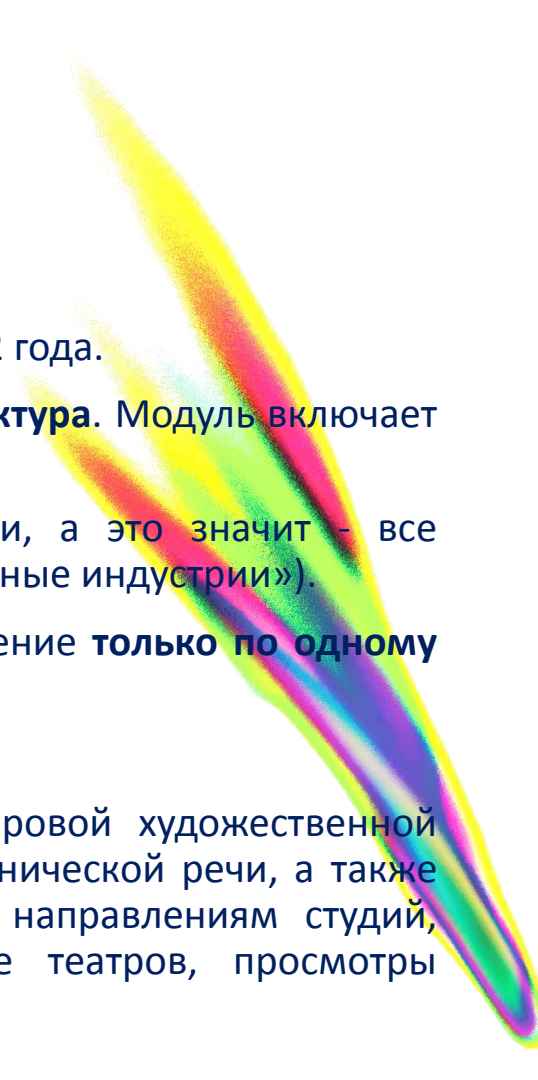 года.
ктура. Модуль включает
и, а это значит - все
ные индустрии»).
ение только по одному
ровой художественной
нической речи, а также
направлениям студий,
е театров, просмотры